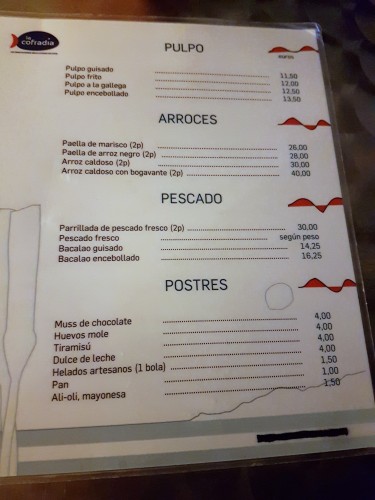 la
cofradía
PULPO
euros
Pulpo guisado 11,50
Pulpo frito 12,00
Pulpo a la gallega 12,50
Pulpo encebollado 13,50
ARROCES
Paella de marisco (2p) 26,00
Paella de arroz negro (2p) 28,00
Arroz caldoso (2p) 30,00
Arroz caldoso con bogavante (2p) 40,00
PESCADO
Parrillada de pescado fresco (2p) 30,00
Pescado fresco según peso
Bacalao guisado 14,25
Bacalao encebollado 16,25
POSTRES
Muss de chocolate 4,00
Huevos mole 4,00
Tiramisú 4,00
Dulce de leche 4,00
Helados artesanos (1 bola) 1,50
Pan 1,00
Ali-oli, mayonesa 1,50